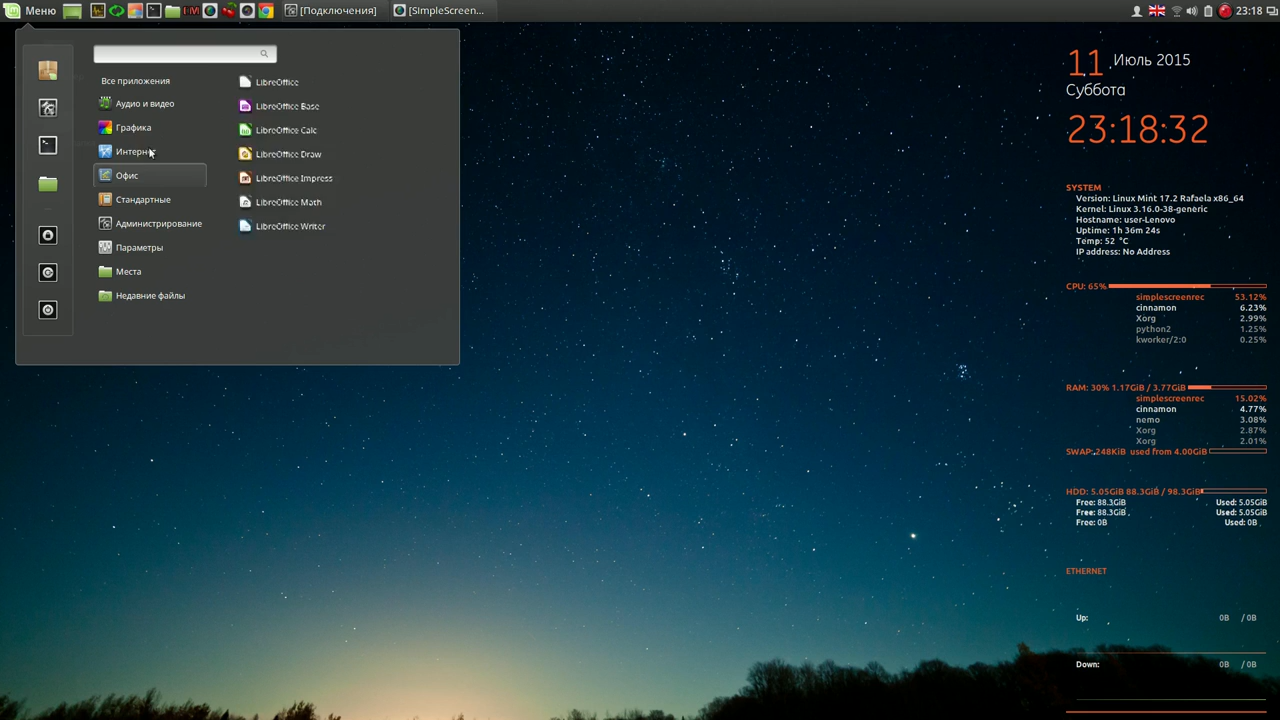 Меню
[Подключения]
[SimpleScreen...
23:18
Все приложения
Аудио и видео
Графика
Интернет
Офис
Стандартные
Администрирование
Параметры
Места
Недавние файлы
LibreOffice
LibreOffice Base
LibreOffice Calc
LibreOffice Draw
LibreOffice Impress
LibreOffice Math
LibreOffice Writer
11 Июль 2015
Суббота
23:18:32
SYSTEM
Version: Linux Mint 17.2 Rafaela x86_64
Kernel: Linux 3.16.0-38-generic
Hostname: user-Lenovo
Uptime: 1h 36m 24s
Temp: 52 °C
IP address: No Address
CPU: 65%
simplescreenrec 53.12%
cinnamon 6.23%
Xorg 2.99%
python2 1.25%
kworker/2:0 0.25%
RAM: 30% 1.17GiB / 3.77GiB
simplescreenrec 15.02%
cinnamon 4.77%
nemo 3.08%
Xorg 2.87%
Xorg 2.01%
SWAP: 248KiB used from 4.00GiB
HDD: 5.05GiB 88.3GiB / 98.3GiB
Free: 88.3GiB Used: 5.05GiB
Free: 88.3GiB Used: 5.05GiB
Free: 0B Used: 0B
ETHERNET
Up: 0B / 0B
Down: 0B / 0B